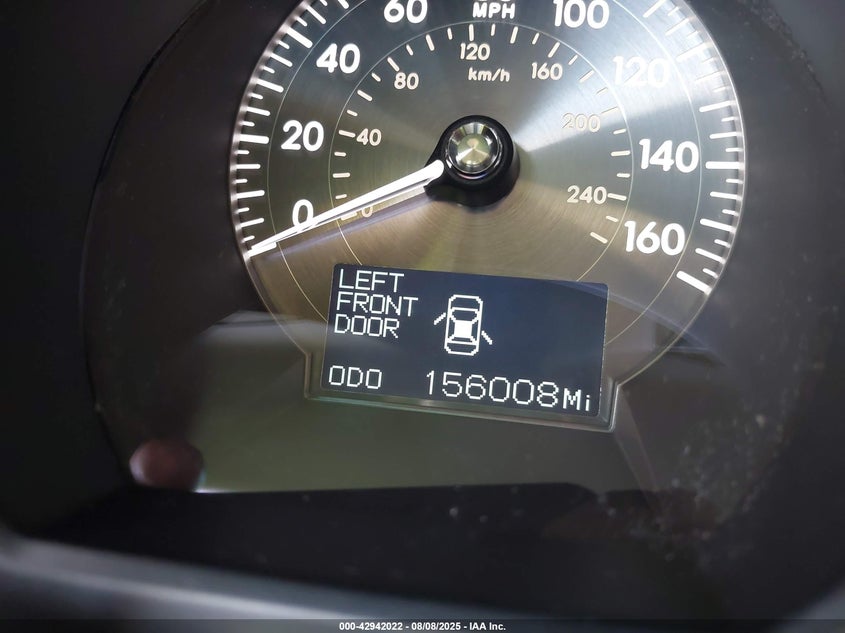 60 MPH 100
40 120 120
80 km/h 160
20 40 200 140
0 0 240 160
LEFT
FRONT
DOOR
ODO 156008Mi
000-42942022 - 08/08/2025 - IAA Inc.